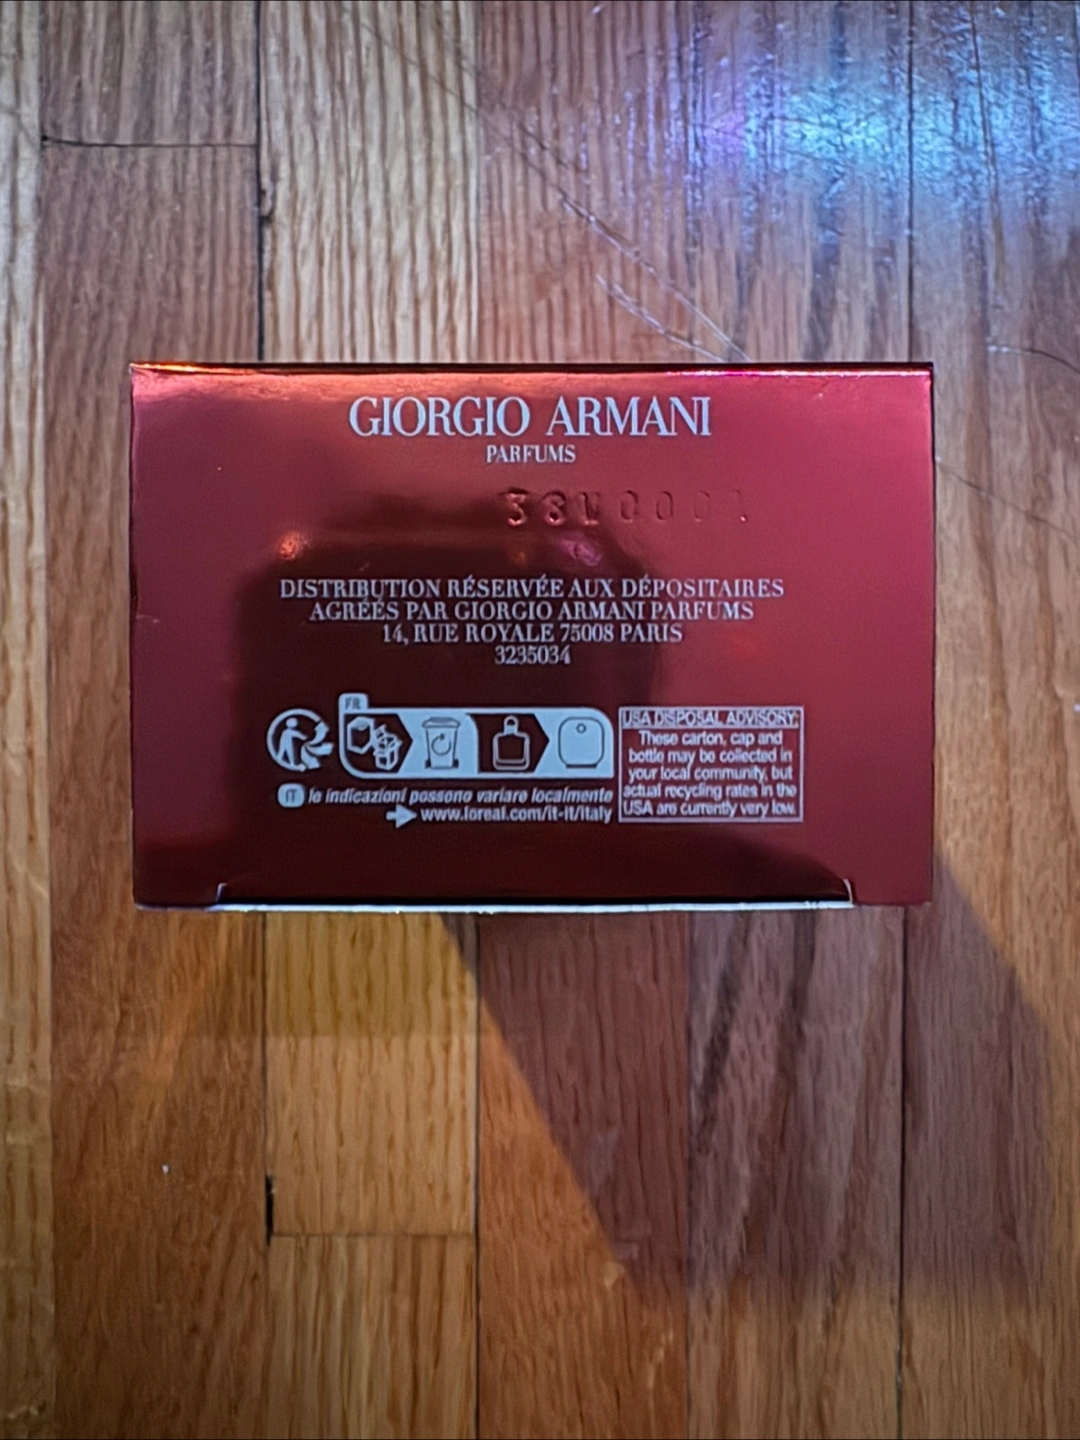 GIORGIO ARMANI
PARFUMS
DISTRIBUTION RÉSERVÉE AUX DÉPOSITAIRES
AGRÉÉS PAR GIORGIO ARMANI PARFUMS
14, RUE ROYALE 75008 PARIS
3235034
FR
IT le indicazioni possono variare localmente
www.loreal.com/it-it/italy
USA DISPOSAL ADVISORY:
These carton, cap and
bottle may be collected in
your local community, but
actual recycling rates in the
USA are currently very low.